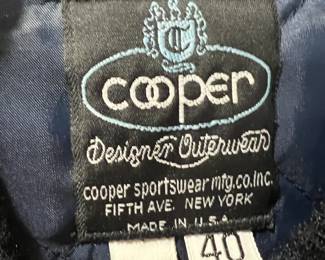 cooper
Designer Outerwear
cooper sportswear mfg.co.Inc.
FIFTH AVE. NEW YORK
MADE IN U.S.A.
40